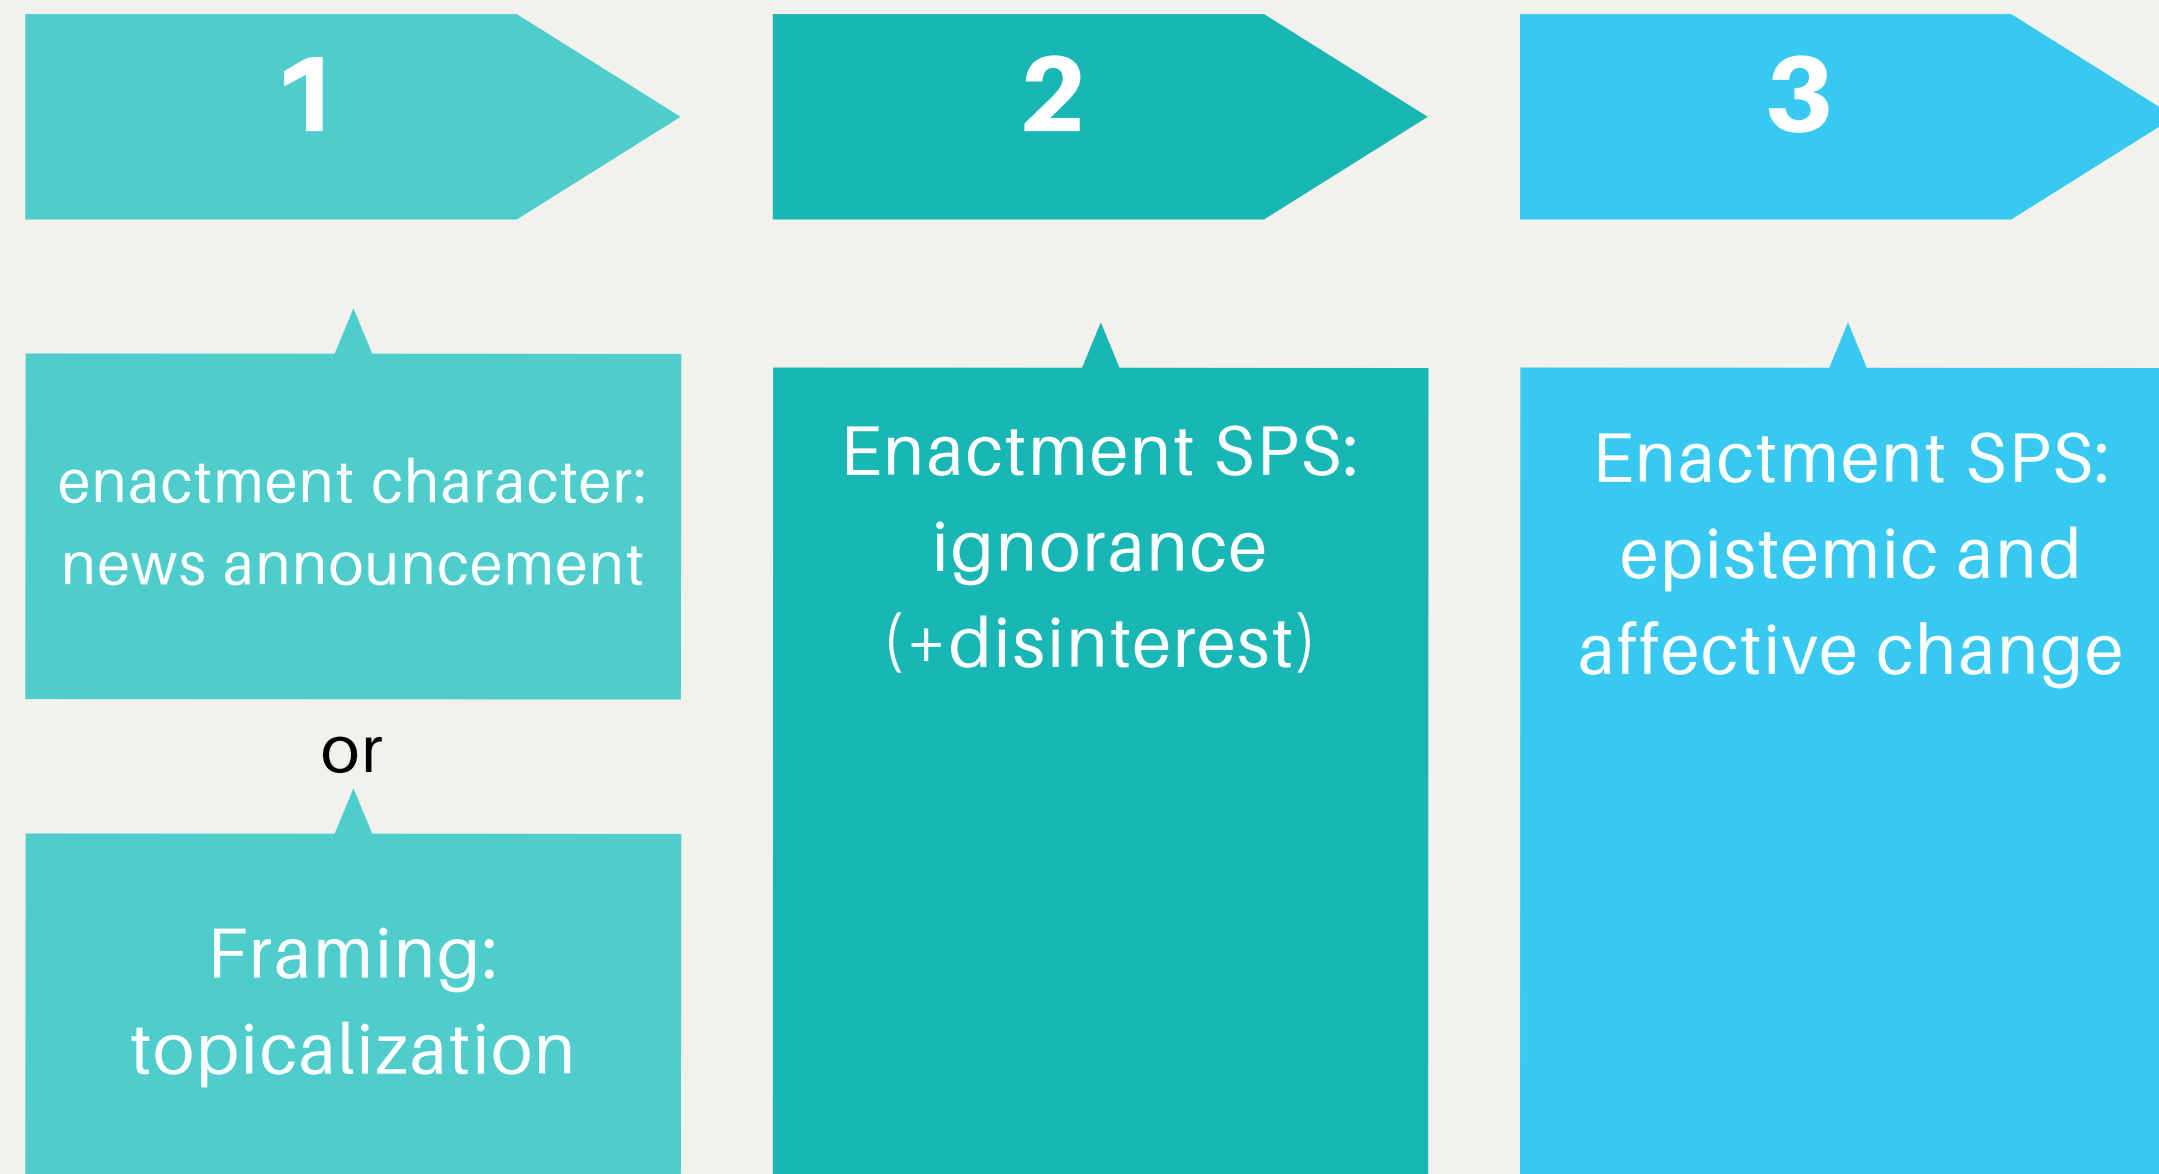 1
enactment character:
news announcement
or
Framing:
topicalization
2
Enactment SPS:
ignorance
(+disinterest)
3
Enactment SPS:
epistemic and
affective change